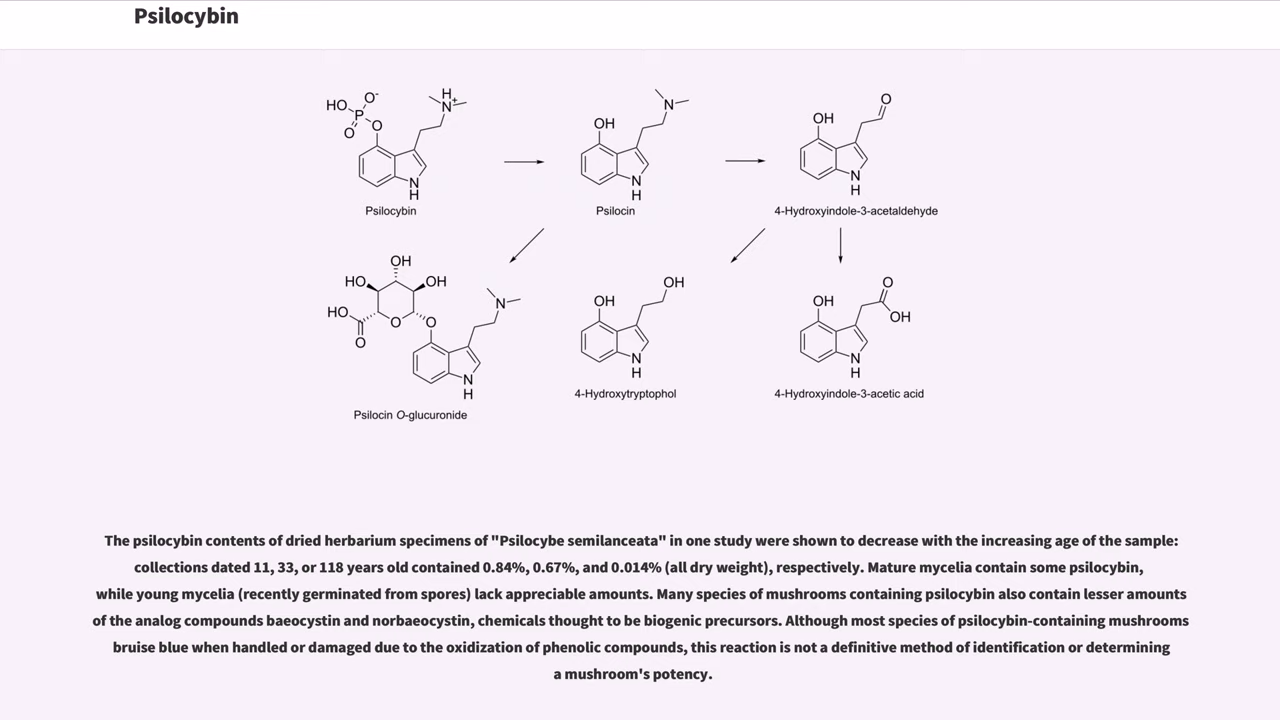 Psilocybin
HO
O-
P
O
O
H
N+
N
H
Psilocybin
OH
N
N
H
Psilocin
OH
O
N
H
4-Hydroxyindole-3-acetaldehyde
OH
HO
OH
HO
O
O
O
N
N
H
Psilocin O-glucuronide
OH
OH
N
H
4-Hydroxytryptophol
OH
O
OH
N
H
4-Hydroxyindole-3-acetic acid
The psilocybin contents of dried herbarium specimens of "Psilocybe semilanceata" in one study were shown to decrease with the increasing age of the sample:
collections dated 11, 33, or 118 years old contained 0.84%, 0.67%, and 0.014% (all dry weight), respectively. Mature mycelia contain some psilocybin,
while young mycelia (recently germinated from spores) lack appreciable amounts. Many species of mushrooms containing psilocybin also contain lesser amounts
of the analog compounds baeocystin and norbaeocystin, chemicals thought to be biogenic precursors. Although most species of psilocybin-containing mushrooms
bruise blue when handled or damaged due to the oxidization of phenolic compounds, this reaction is not a definitive method of identification or determining
a mushroom's potency.